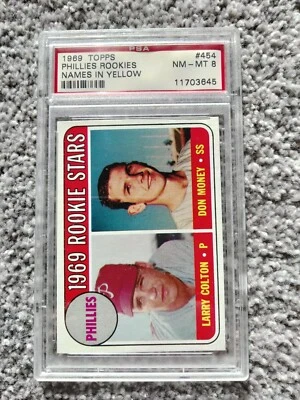 PSA
1969 TOPPS #454
PHILLIES ROOKIES NM-MT 8
NAMES IN YELLOW 11703645
1969 ROOKIE STARS
PHILLIES
DON MONEY • SS
LARRY COLTON • P